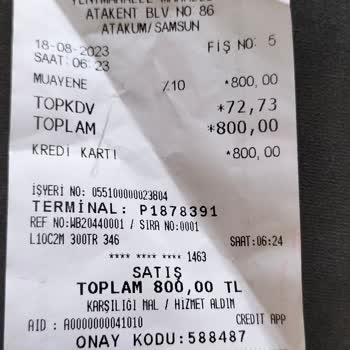 YENİMAHALLE MAHALLE
ATAKENT BLV NO:86
ATAKUM/SAMSUN
18-08-2023 FİŞ NO: 5
SAAT: 06:23
MUAYENE %10 *800,00
TOPKDV *72,73
TOPLAM *800,00
KREDİ KARTI *800,00
İŞYERİ NO: 055100000023804
TERMİNAL: P1878391
REF NO:WB20440001 / SIRA NO:0001
L10C2M 300TR 346 SAAT:06:24
**** **** **** 1463
SATIŞ
TOPLAM 800,00 TL
KARŞILIĞI MAL / HİZMET ALDIM
AID : A0000000041010 CREDIT APP
ONAY KODU:588487